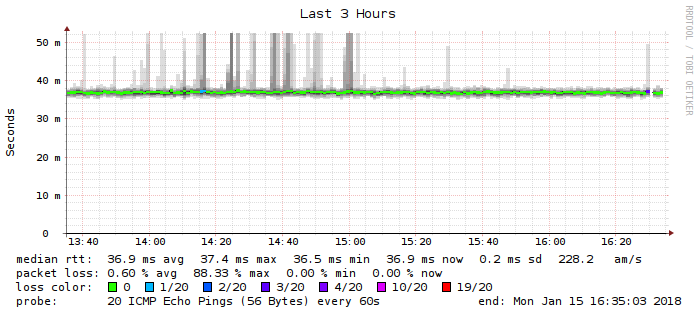 Last 3 Hours
RRDTOOL / TOBI OETIKER
Seconds
50 m
40 m
30 m
20 m
10 m
0
13:40 14:00 14:20 14:40 15:00 15:20 15:40 16:00 16:20
median rtt: 36.9 ms avg 37.4 ms max 36.5 ms min 36.9 ms now 0.2 ms sd 228.2 am/s
packet loss: 0.60 % avg 88.33 % max 0.00 % min 0.00 % now
loss color: 0 1/20 2/20 3/20 4/20 10/20 19/20
probe: 20 ICMP Echo Pings (56 Bytes) every 60s end: Mon Jan 15 16:35:03 2018